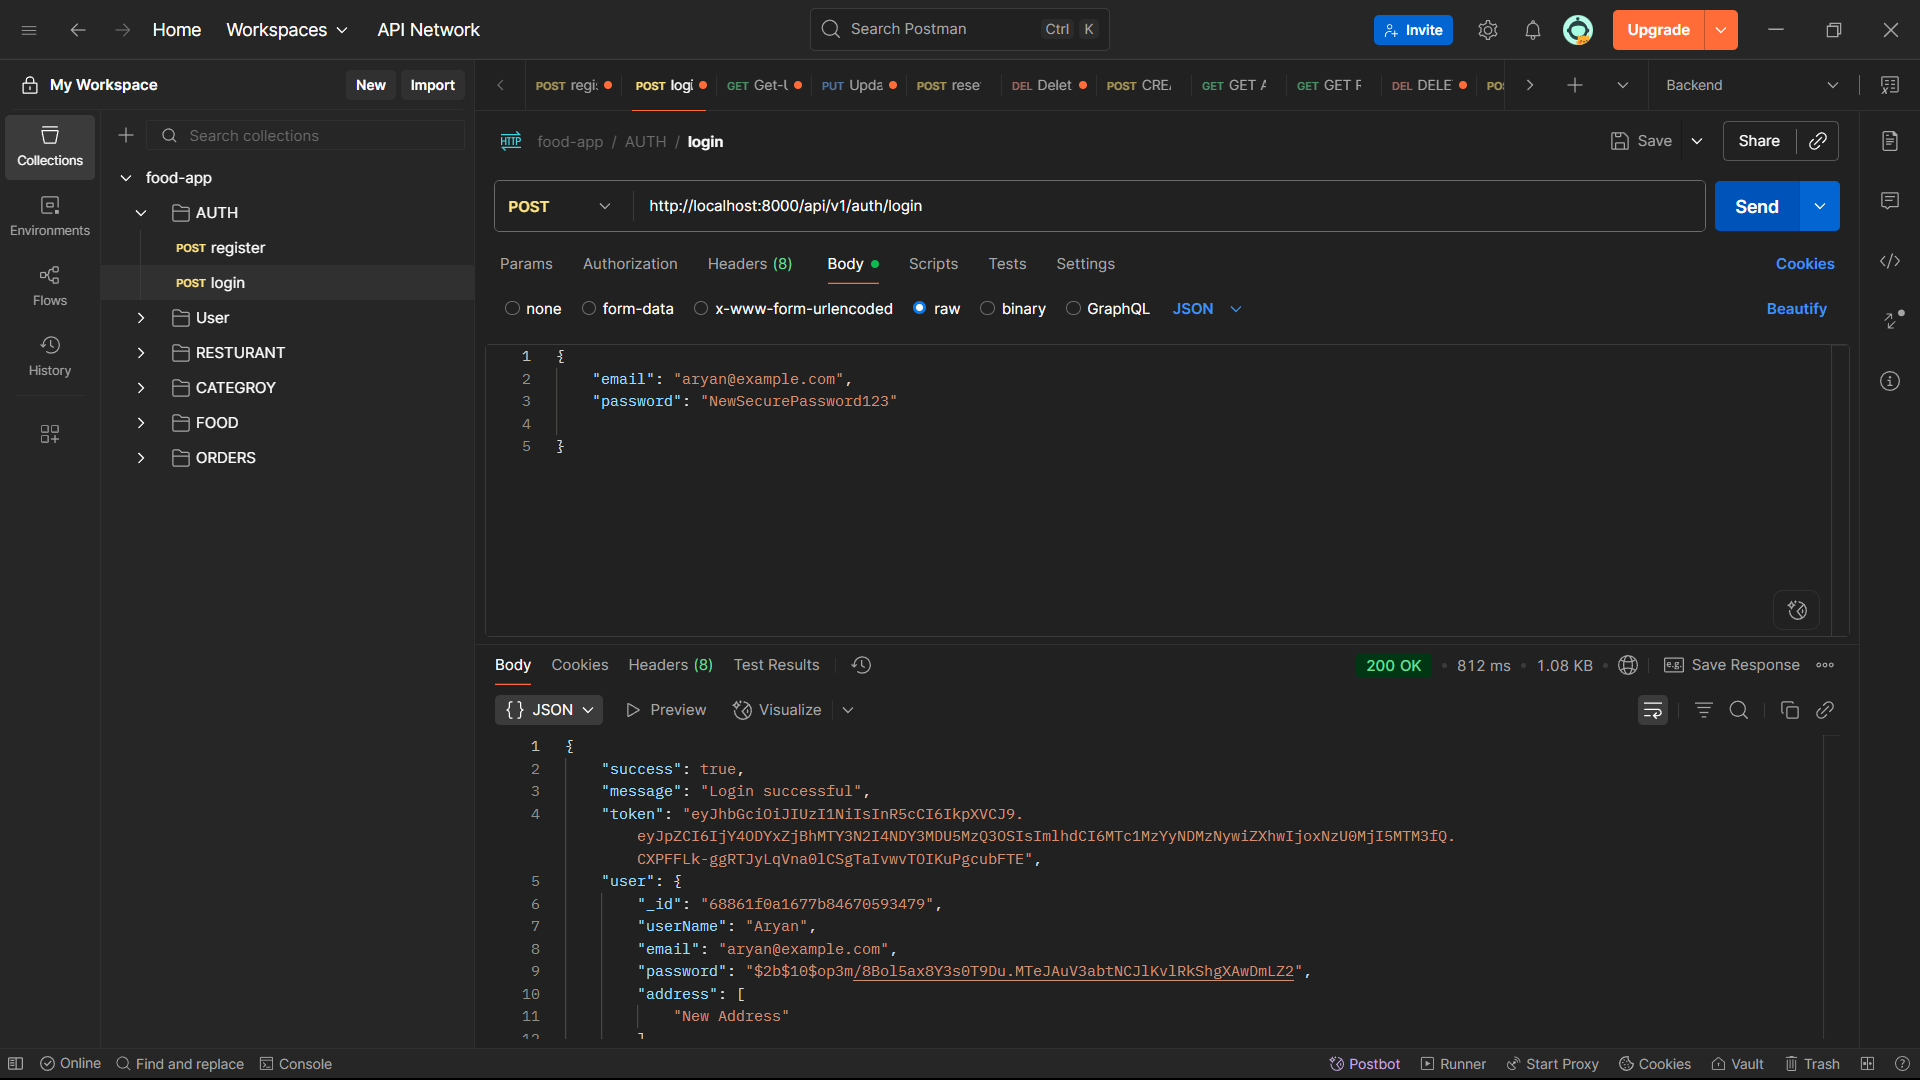 Home
Workspaces
API Network
Search Postman
Ctrl K
Invite
Upgrade
My Workspace
New
Import
POST regis
POST logi
GET Get-U
PUT Upda
POST rese
DEL Delet
POST CRE
GET GET A
GET GET F
DEL DELE
PO
Backend
Collections
Environments
Flows
History
Search collections
food-app
AUTH
POST register
POST login
User
RESTURANT
CATEGROY
FOOD
ORDERS
HTTP food-app / AUTH / login
Save
Share
POST
http://localhost:8000/api/v1/auth/login
Send
Params
Authorization
Headers (8)
Body
Scripts
Tests
Settings
Cookies
none
form-data
x-www-form-urlencoded
raw
binary
GraphQL
JSON
Beautify
1 {
2 "email": "aryan@example.com",
3 "password": "NewSecurePassword123"
4
5 }
Body
Cookies
Headers (8)
Test Results
200 OK
812 ms
1.08 KB
e.g. Save Response
{} JSON
Preview
Visualize
1 {
2 "success": true,
3 "message": "Login successful",
4 "token": "eyJhbGciOiJIUzI1NiIsInR5cCI6IkpXVCJ9.
eyJpZCI6IjY4ODYxZjBhMTY3N2I4NDY3MDU5MzQ3OSIsImlhdCI6MTc1MzYyNDMzNywiZXhwIjoxNzU0MjI5MTM3fQ.
CXPFFLk-ggRTJyLqVna0lCSgTaIvwvTOIKuPgcubFTE",
5 "user": {
6 "_id": "68861f0a1677b84670593479",
7 "userName": "Aryan",
8 "email": "aryan@example.com",
9 "password": "$2b$10$op3m/8Bol5ax8Y3s0T9Du.MTeJAuV3abtNCJlKvlRkShgXAwDmLZ2",
10 "address": [
11 "New Address"
12 ]
Online
Find and replace
Console
Postbot
Runner
Start Proxy
Cookies
Vault
Trash